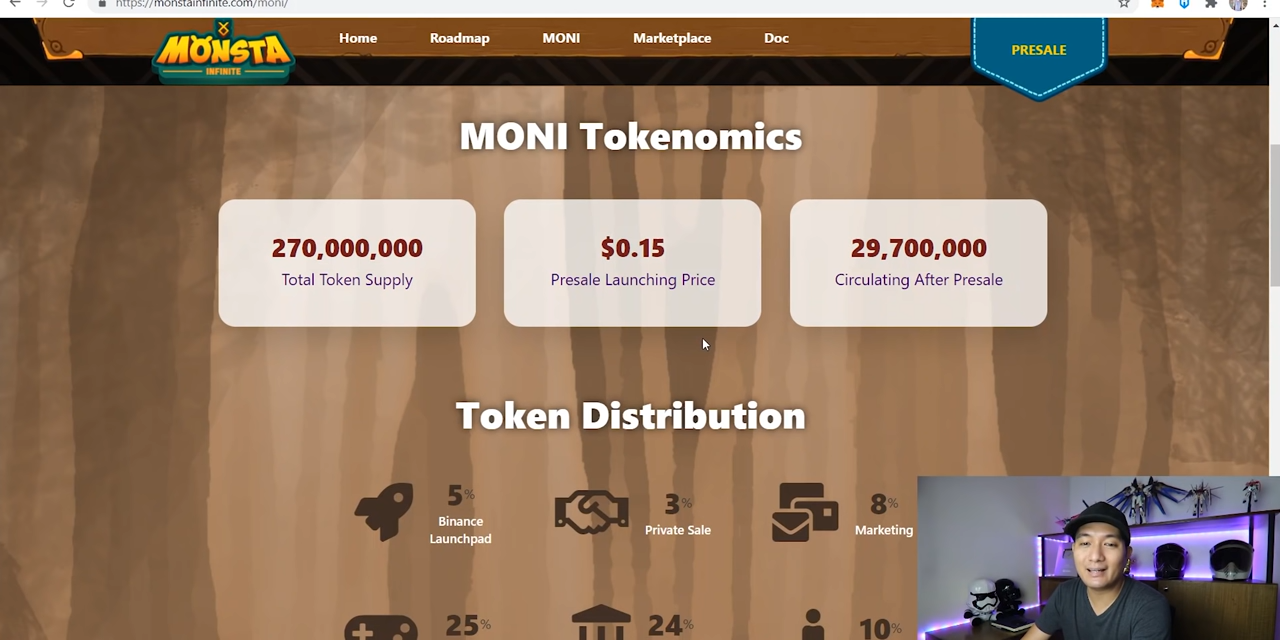 https://monstainfinite.com/moni/
MONSTA
INFINITE
Home Roadmap MONI Marketplace Doc
PRESALE
MONI Tokenomics
270,000,000
Total Token Supply
$0.15
Presale Launching Price
29,700,000
Circulating After Presale
Token Distribution
5%
Binance
Launchpad
3%
Private Sale
8%
Marketing
25%
24%
10%